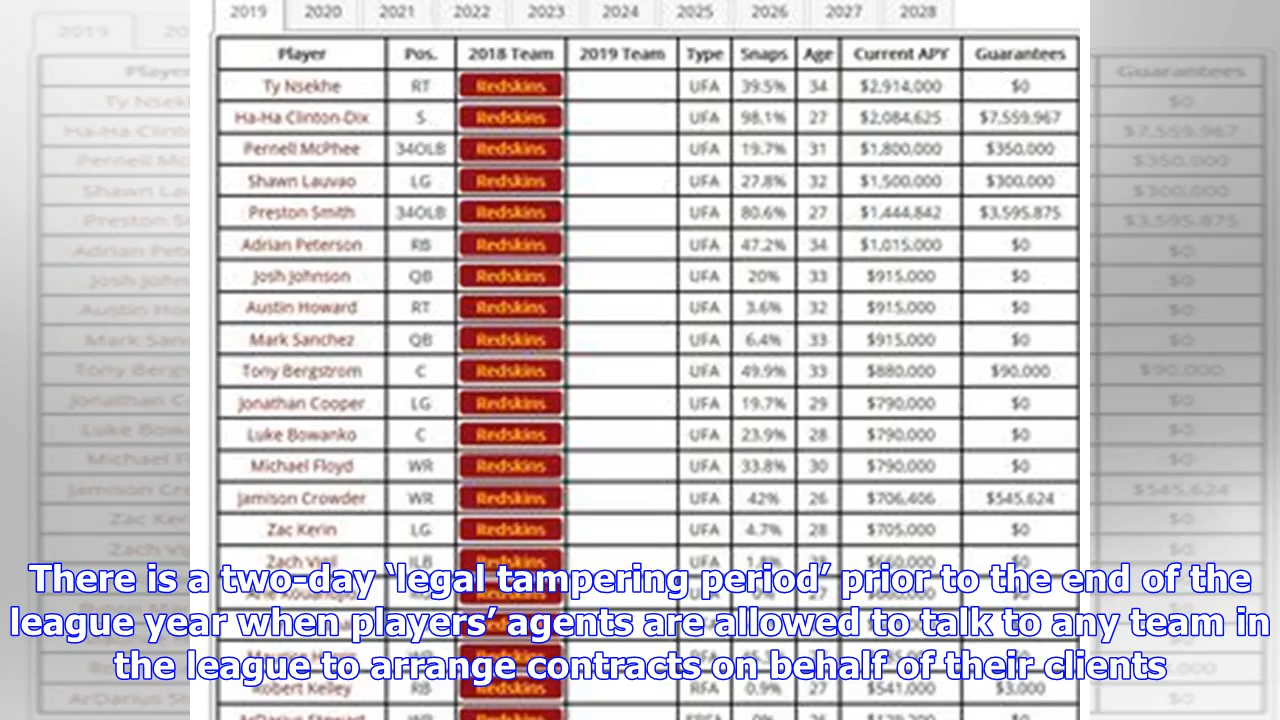 2019 2020 2021 2022 2023 2024 2025 2026 2027 2028
Player Pos. 2018 Team 2019 Team Type Snaps Age Current APY Guarantees
Ty Nsekhe RT Redskins UFA 39.5% 34 $2,914,000 $0
Ha-Ha Clinton-Dix S Redskins UFA 98.1% 27 $2,084,625 $7,559,967
Pernell McPhee 34OLB Redskins UFA 19.7% 31 $1,800,000 $350,000
Shawn Lauvao LG Redskins UFA 27.8% 32 $1,500,000 $300,000
Preston Smith 34OLB Redskins UFA 80.6% 27 $1,444,842 $3,595,875
Adrian Peterson RB Redskins UFA 47.2% 34 $1,015,000 $0
Josh Johnson QB Redskins UFA 20% 33 $915,000 $0
Austin Howard RT Redskins UFA 3.6% 32 $915,000 $0
Mark Sanchez QB Redskins UFA 6.4% 33 $915,000 $0
Tony Bergstrom C Redskins UFA 49.9% 33 $880,000 $90,000
Jonathan Cooper LG Redskins UFA 19.7% 29 $790,000 $0
Luke Bowanko C Redskins UFA 23.9% 28 $790,000 $0
Michael Floyd WR Redskins UFA 33.8% 30 $790,000 $0
Jamison Crowder WR Redskins UFA 42% 26 $706,406 $545,624
Zac Kerin LG Redskins UFA 4.7% 28 $705,000 $0
Zach Vigil ILB Redskins UFA $0
There is a two-day ‘legal tampering period’ prior to the end of the
league year when players’ agents are allowed to talk to any team in
the league to arrange contracts on behalf of their clients
Robert Kelley RB Redskins RFA 0.9% 27 $541,000 $3,000
ArDarius Stewart WR Redskins